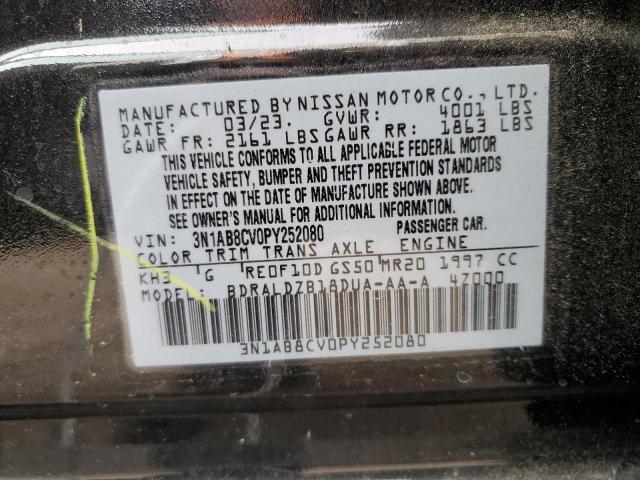 MANUFACTURED BY NISSAN MOTOR CO., LTD.
DATE: 03/23. GVWR: 4001 LBS
GAWR FR: 2161 LBS GAWR RR: 1863 LBS
THIS VEHICLE CONFORMS TO ALL APPLICABLE FEDERAL MOTOR
VEHICLE SAFETY, BUMPER AND THEFT PREVENTION STANDARDS
IN EFFECT ON THE DATE OF MANUFACTURE SHOWN ABOVE.
SEE OWNER'S MANUAL FOR ADDITIONAL INFORMATION.
VIN: 3N1AB8CV0PY252080 PASSENGER CAR.
COLOR TRIM TRANS AXLE ENGINE
KH3 G RE0F10D GS50 MR20 1997 CC
MODEL: BDRALDZB18DUA-AA-A 47000
3N1AB8CV0PY252080